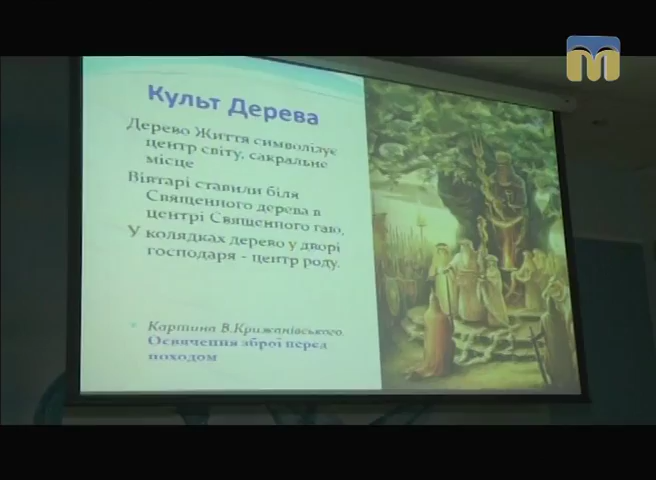 Культ Дерева
Дерево Життя символізує
центр світу, сакральне
місце
Вівтарі ставили біля
Священного дерева в
центрі Священного гаю.
У колядках дерево у дворі
господаря - центр роду.
Картина В.Крижанівського.
Освячення зброї перед
походом